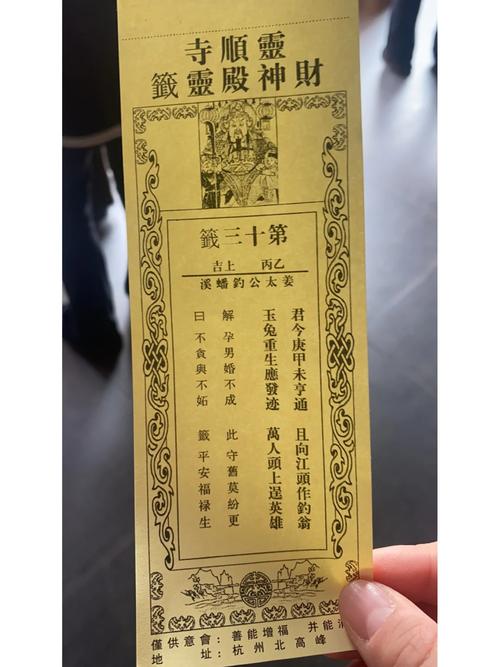 靈順寺
財神殿靈籤
第十三籤
乙丙 上吉
姜太公釣蟠溪
君今庚甲未亨通 且向江頭作釣翁
玉兔重生應發迹 萬人頭上逞英雄
解 孕男婚不成 此 守舊莫紛更
曰 不貪與不妬 籤 平安福禄生
僅供意會：善能增福 并能
地 址：杭州北高峰